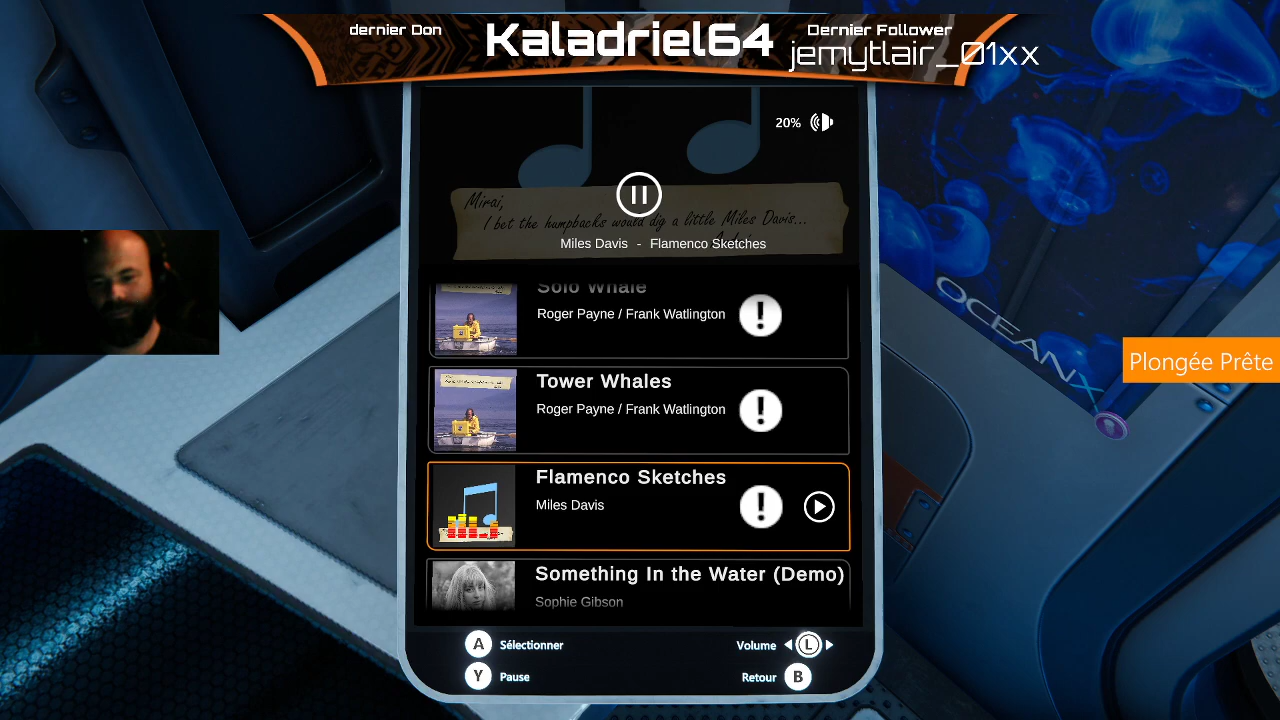 dernier Don
Kaladriel64
Dernier Follower
jemytlair_01xx
20%
Mirai,
I bet the humpbacks would dig a little Miles Davis...
Miles Davis - Flamenco Sketches
Solo Whale
Roger Payne / Frank Watlington
Tower Whales
Roger Payne / Frank Watlington
Flamenco Sketches
Miles Davis
Something In the Water (Demo)
Sophie Gibson
OCEANX
Plongée Prête
A Sélectionner
Volume L
Y Pause
Retour B